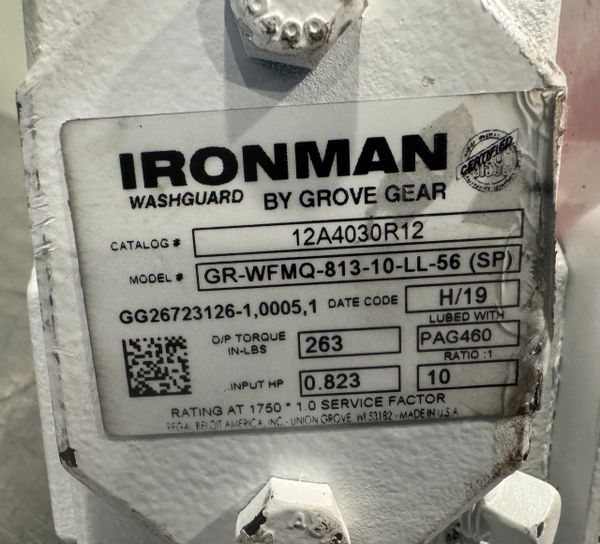 IRONMAN
WASHGUARD BY GROVE GEAR
CERTIFIED
CATALOG # 12A4030R12
MODEL # GR-WFMQ-813-10-LL-56 (SP)
GG26723126-1,0005,1 DATE CODE H/19
LUBED WITH
O/P TORQUE IN-LBS 263 PAG460
RATIO :1
INPUT HP 0.823 10
RATING AT 1750 * 1.0 SERVICE FACTOR
REGAL BELOIT AMERICA, INC. - UNION GROVE, WI 53182 - MADE IN U.S.A.